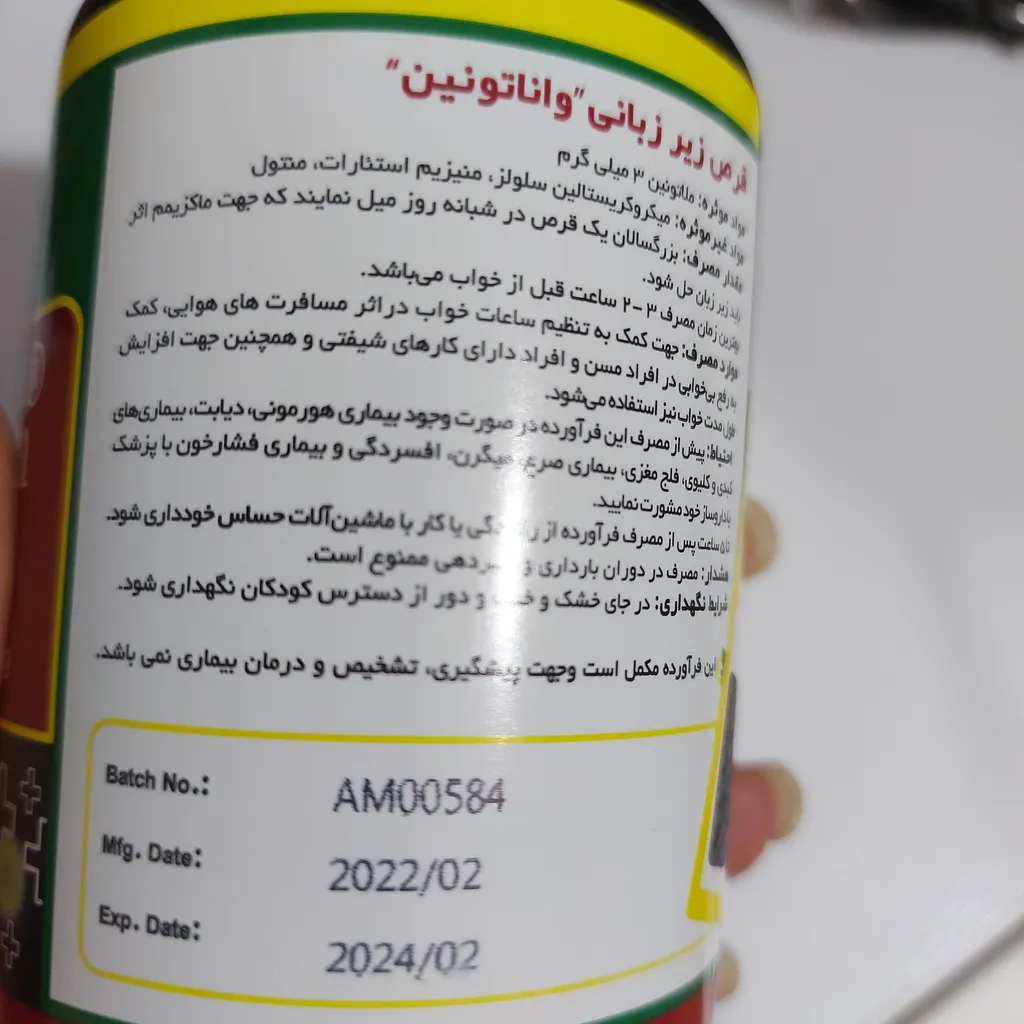 قرص زیر زبانی "واناتونین"
مواد موثره: ملاتونین ۳ میلی گرم
مواد غیرموثره: میکروکریستالین سلولز، منیزیم استئارات، منتول
مقدار مصرف: بزرگسالان یک قرص در شبانه روز میل نمایند که جهت ماکزیمم اثر
باید زیر زبان حل شود.
بهترین زمان مصرف ۳ -۲ ساعت قبل از خواب می‌باشد.
موارد مصرف: جهت کمک به تنظیم ساعات خواب دراثر مسافرت های هوایی، کمک
به رفع بی‌خوابی در افراد مسن و افراد دارای کارهای شیفتی و همچنین جهت افزایش
طول مدت خواب نیز استفاده می‌شود.
احتیاط: پیش از مصرف این فرآورده در صورت وجود بیماری هورمونی، دیابت، بیماری‌های
کبدی و کلیوی، فلج مغزی، بیماری صرع، میگرن، افسردگی و بیماری فشارخون با پزشک
یا داروساز خود مشورت نمایید.
تا ۵ ساعت پس از مصرف فرآورده از رانندگی یا کار با ماشین‌آلات حساس خودداری شود.
هشدار: مصرف در دوران بارداری و شیردهی ممنوع است.
شرایط نگهداری: در جای خشک و خنک و دور از دسترس کودکان نگهداری شود.
این فرآورده مکمل است وجهت پیشگیری، تشخیص و درمان بیماری نمی باشد.
Batch No.: AM00584
Mfg. Date: 2022/02
Exp. Date: 2024/02